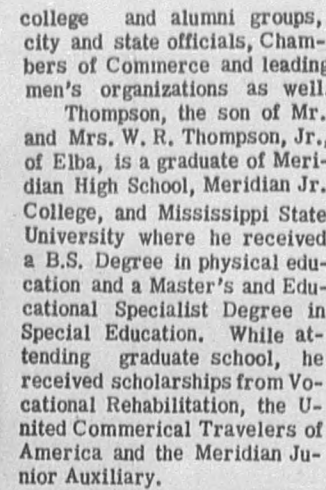 college and alumni groups,
city and state officials, Cham-
bers of Commerce and leading
men's organizations as well.
Thompson, the son of Mr.
and Mrs. W. R. Thompson, Jr.,
of Elba, is a graduate of Meri-
dian High School, Meridian Jr.
College, and Mississippi State
University where he received
a B.S. Degree in physical edu-
cation and a Master's and Edu-
cational Specialist Degree in
Special Education. While at-
tending graduate school, he
received scholarships from Vo-
cational Rehabilitation, the U-
nited Commerical Travelers of
America and the Meridian Ju-
nior Auxiliary.